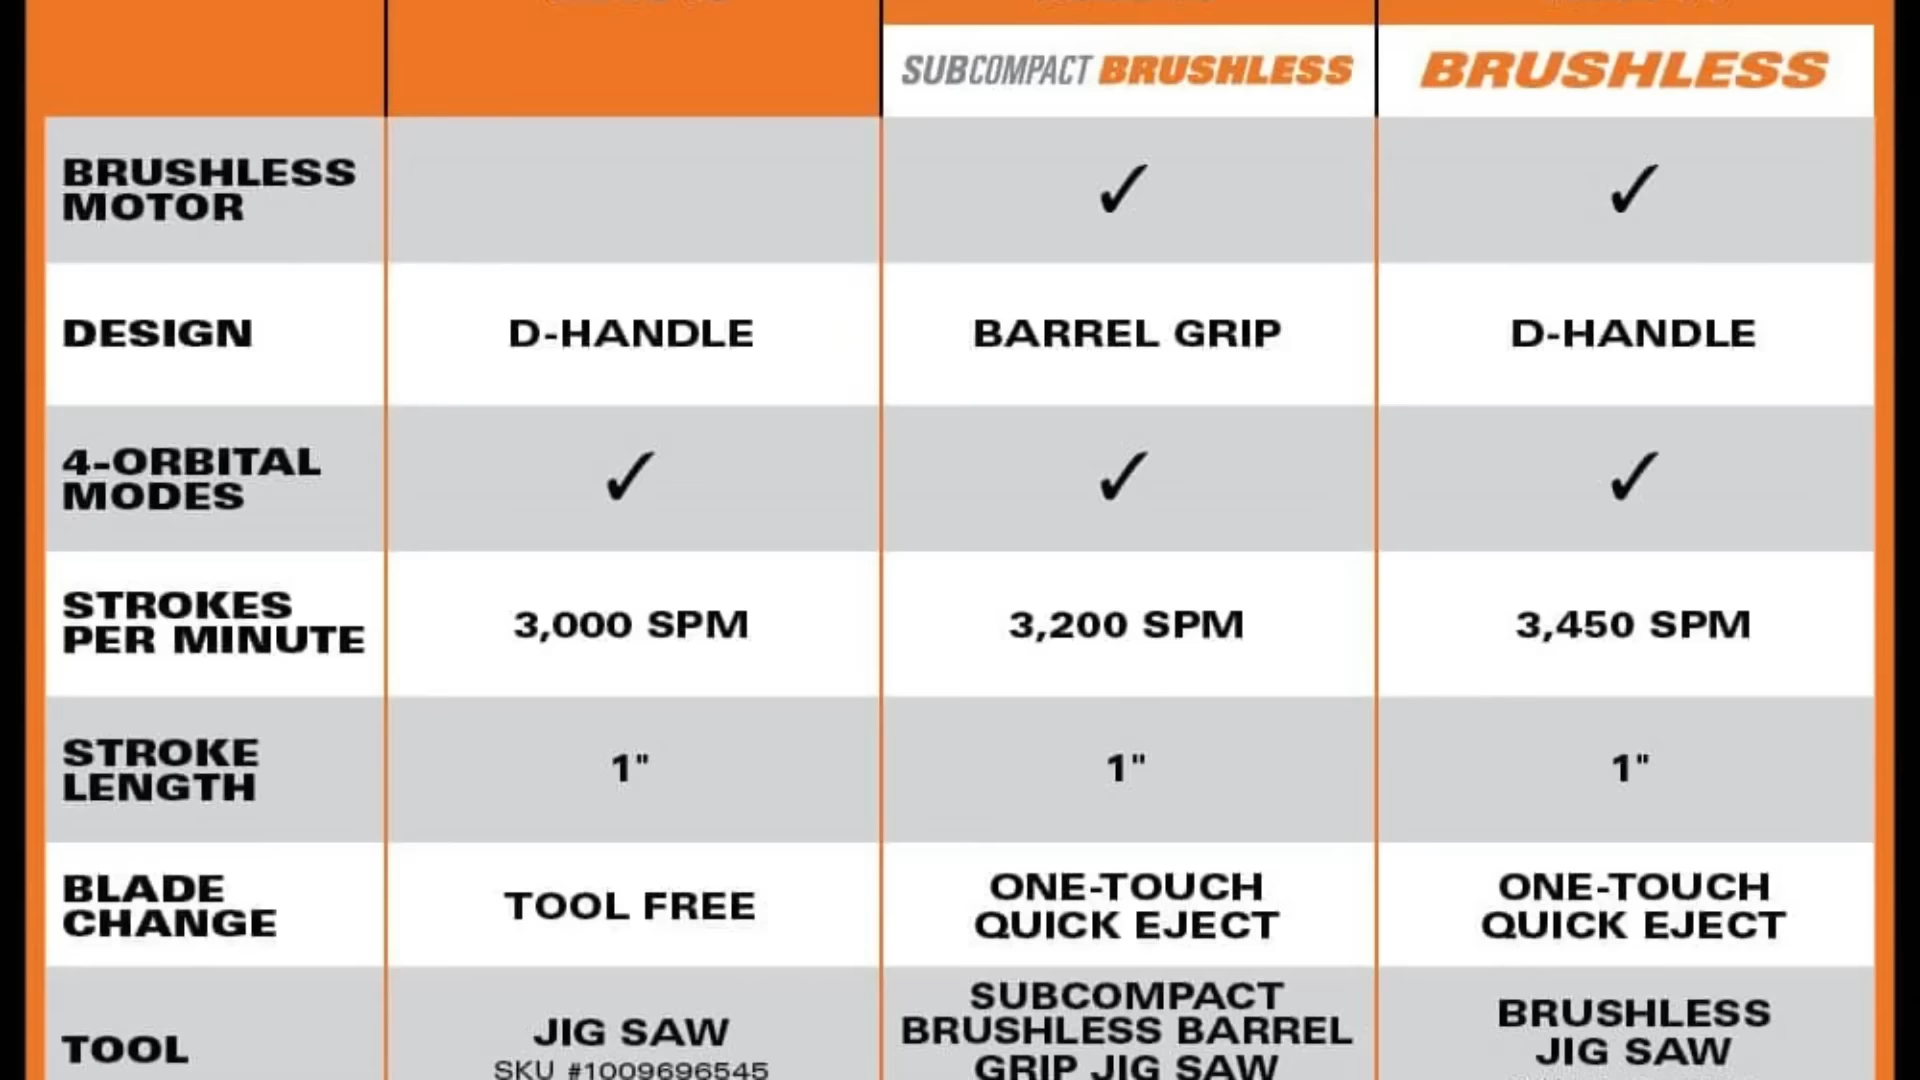 SUBCOMPACT BRUSHLESS
BRUSHLESS
BRUSHLESS
MOTOR
✓
✓
DESIGN
D-HANDLE
BARREL GRIP
D-HANDLE
4-ORBITAL
MODES
✓
✓
✓
STROKES
PER MINUTE
3,000 SPM
3,200 SPM
3,450 SPM
STROKE
LENGTH
1"
1"
1"
BLADE
CHANGE
TOOL FREE
ONE-TOUCH
QUICK EJECT
ONE-TOUCH
QUICK EJECT
TOOL
JIG SAW
SKU #1009696545
SUBCOMPACT
BRUSHLESS BARREL
GRIP JIG SAW
BRUSHLESS
JIG SAW